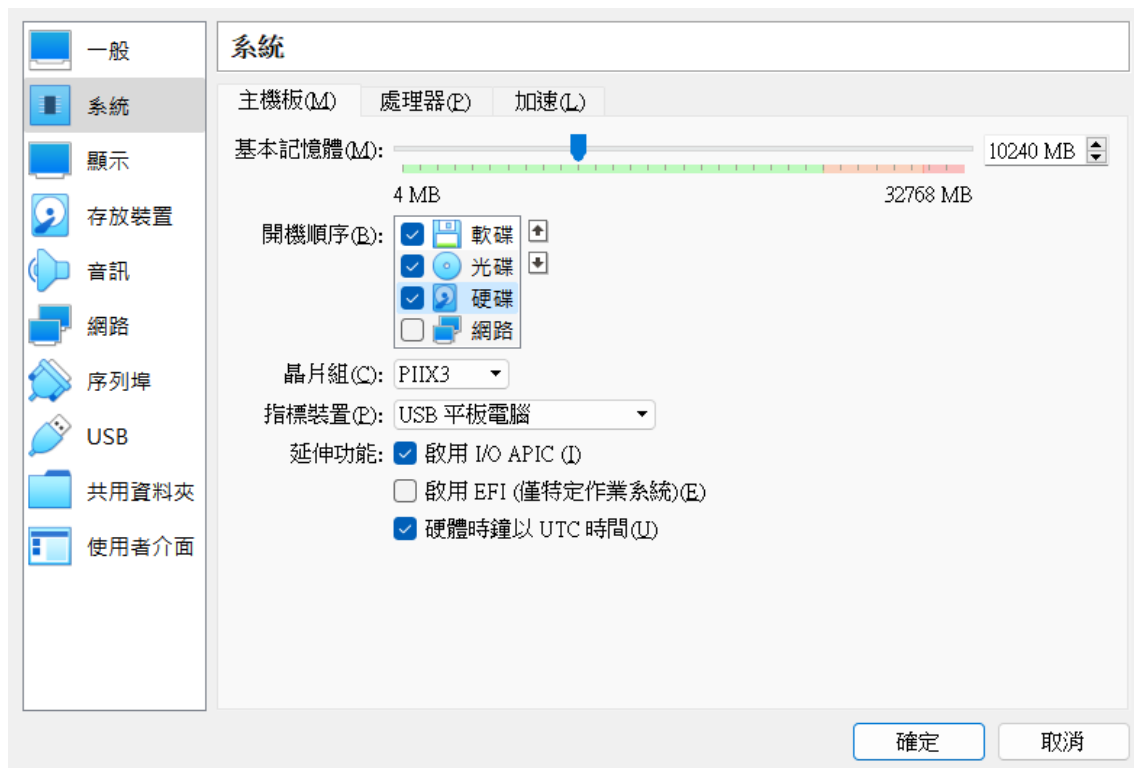 一般
系統
顯示
存放裝置
音訊
網路
序列埠
USB
共用資料夾
使用者介面
系統
主機板(M) 處理器(P) 加速(L)
基本記憶體(M): 10240 MB
4 MB 32768 MB
開機順序(B): 軟碟
光碟
硬碟
網路
晶片組(C): PIIX3
指標裝置(P): USB 平板電腦
延伸功能: 啟用 I/O APIC (I)
啟用 EFI (僅特定作業系統)(E)
硬體時鐘以 UTC 時間(U)
確定 取消